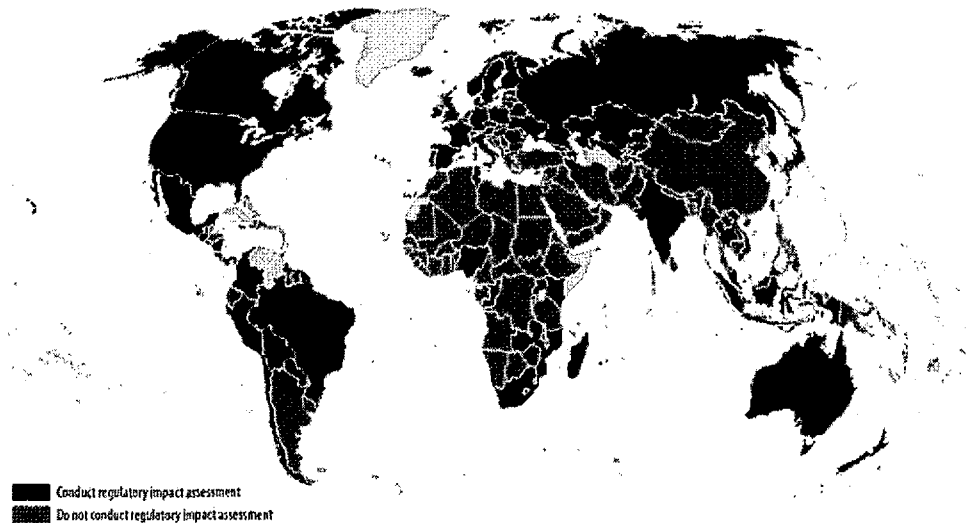 Conduct regulatory impact assessment
Do not conduct regulatory impact assessment